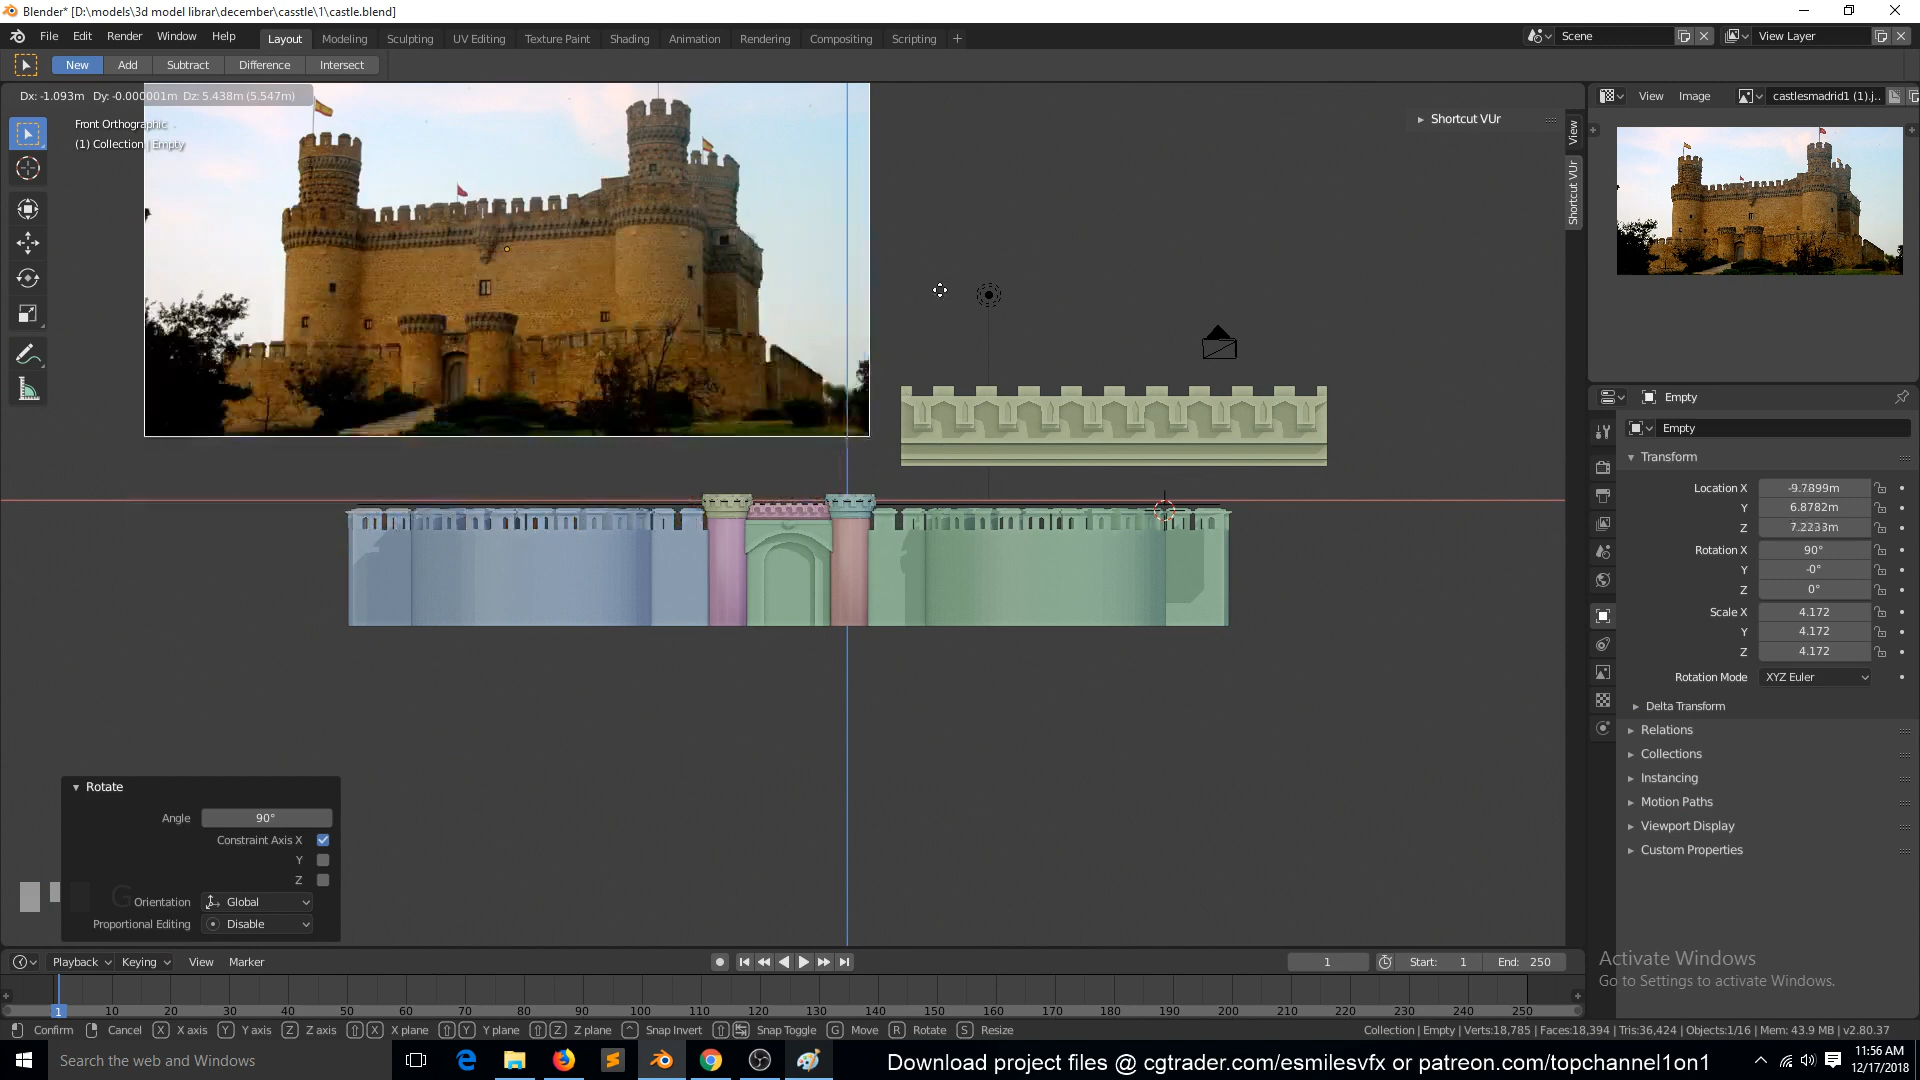 Blender* [D:\models\3d model librar\december\casstle\1\castle.blend]
File Edit Render Window Help Layout Modeling Sculpting UV Editing Texture Paint Shading Animation Rendering Compositing Scripting + Scene View Layer
New Add Subtract Difference Intersect
Dx: -1.093m Dy: -0.000001m Dz: 5.438m (5.547m)
View Image castlesmadrid1 (1).j..
Front Orthographic
(1) Collection | Empty
Shortcut VUr
View
Shortcut VUr
Empty
Empty
Transform
Location X -9.7899m
Y 6.8782m
Z 7.2233m
Rotation X 90°
Y -0°
Z 0°
Scale X 4.172
Y 4.172
Z 4.172
Rotation Mode XYZ Euler
Delta Transform
Relations
Collections
Instancing
Motion Paths
Viewport Display
Custom Properties
Rotate
Angle 90°
Constraint Axis X
Y
Z
G
Orientation Global
Proportional Editing Disable
Activate Windows
Go to Settings to activate Windows.
Playback Keying View Marker 1 Start: 1 End: 250
1 10 20 30 40 50 60 70 80 90 100 110 120 130 140 150 160 170 180 190 200 210 220 230 240 250
Confirm Cancel X X axis Y Y axis Z Z axis X X plane Y Y plane Z Z plane Snap Invert Snap Toggle G Move R Rotate S Resize Collection | Empty | Verts:18,785 | Faces:18,394 | Tris:36,424 | Objects:1/16 | Mem: 43.9 MB | v2.80.37
Search the web and Windows
Download project files @ cgtrader.com/esmilesvfx or patreon.com/topchannel1on1
11:56 AM
12/17/2018